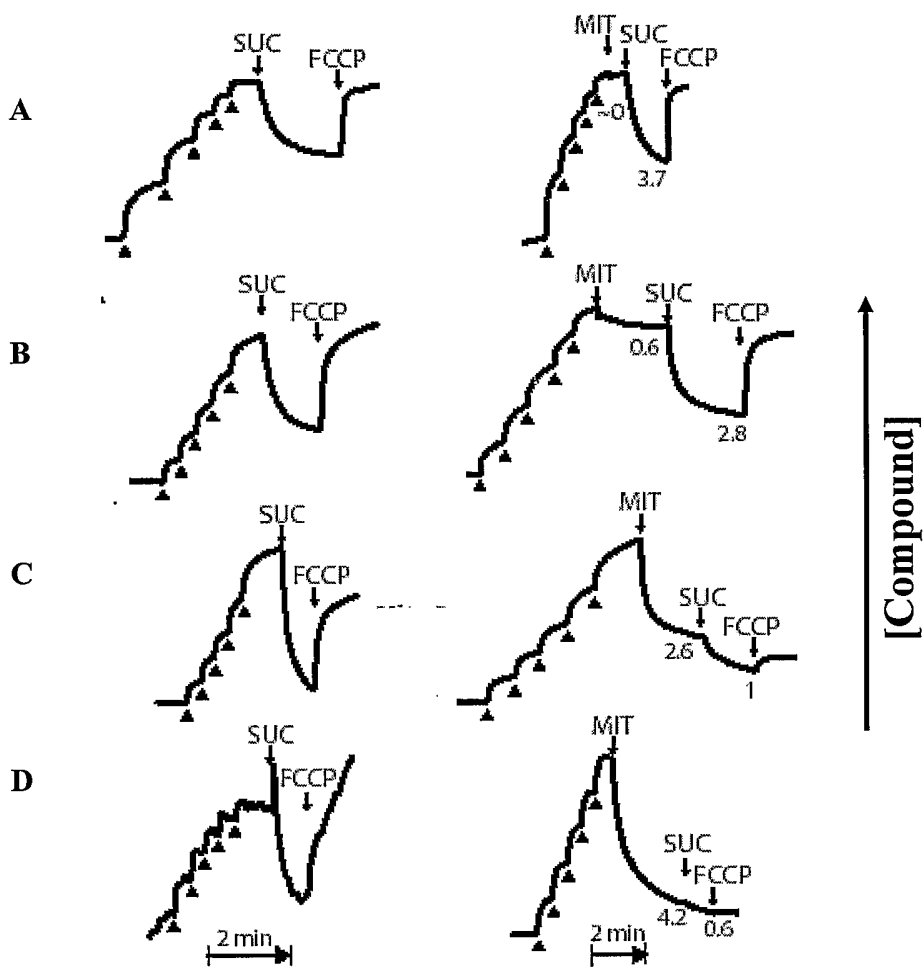 A
SUC
FCCP
MIT
SUC
FCCP
~0
3.7
B
SUC
FCCP
MIT
SUC
FCCP
0.6
2.8
C
SUC
FCCP
MIT
SUC
FCCP
2.6
1
D
SUC
FCCP
MIT
SUC
FCCP
4.2
0.6
2 min
2 min
[Compound]